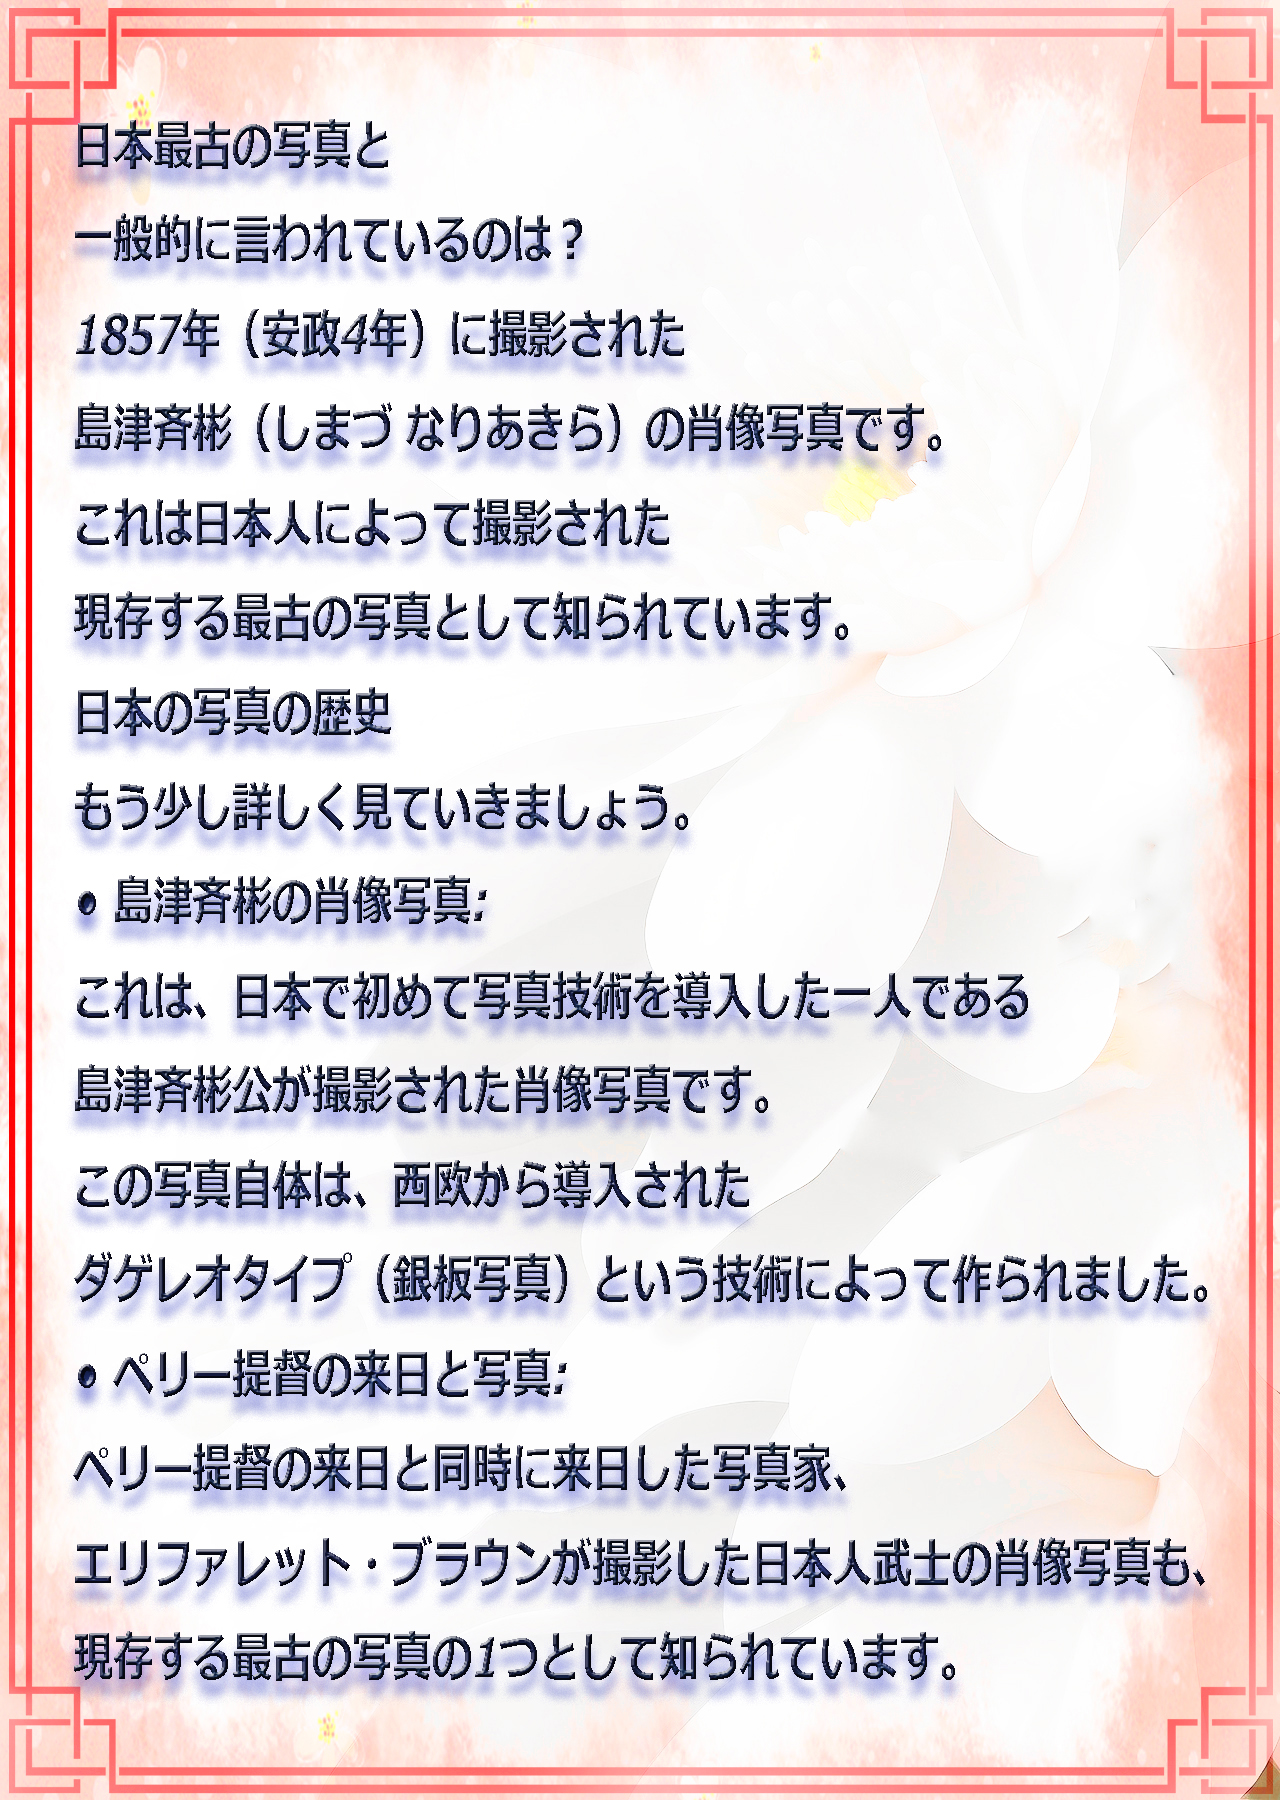 日本最古の写真と
一般的に言われているのは？
1857年（安政4年）に撮影された
島津斉彬（しまづ なりあきら）の肖像写真です。
これは日本人によって撮影された
現存する最古の写真として知られています。
日本の写真の歴史
もう少し詳しく見ていきましょう。
• 島津斉彬の肖像写真:
これは、日本で初めて写真技術を導入した一人である
島津斉彬公が撮影された肖像写真です。
この写真自体は、西欧から導入された
ダゲレオタイプ（銀板写真）という技術によって作られました。
• ペリー提督の来日と写真:
ペリー提督の来日と同時に来日した写真家、
エリファレット・ブラウンが撮影した日本人武士の肖像写真も、
現存する最古の写真の1つとして知られています。